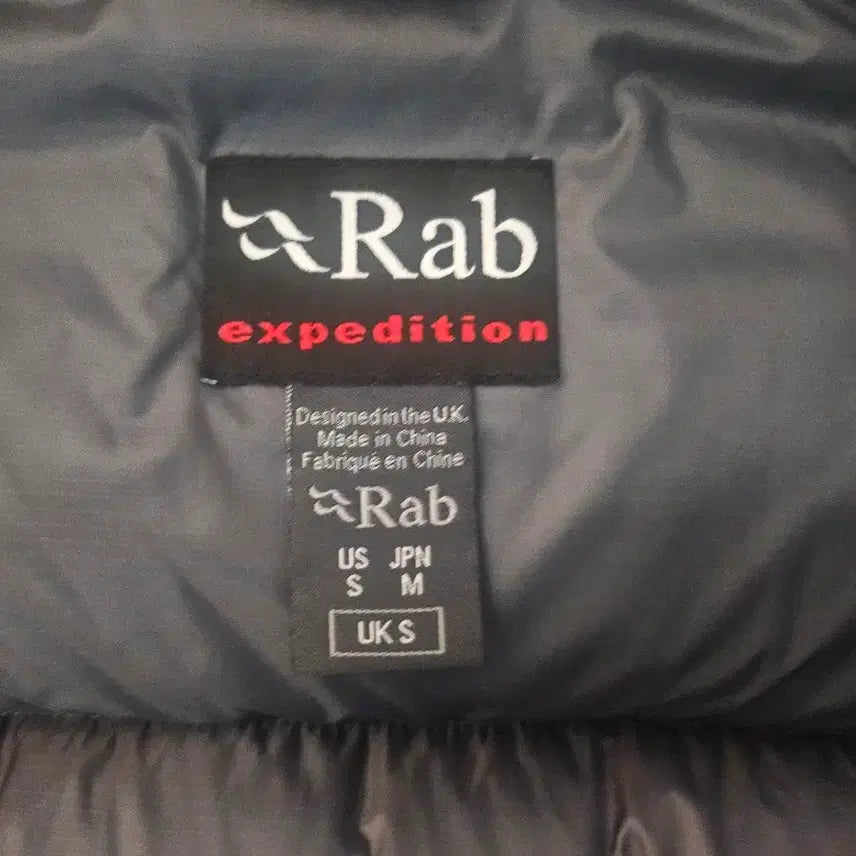 Rab
expedition
Designed in the U.K.
Made in China
Fabriqué en Chine
Rab
US JPN
S M
UK S